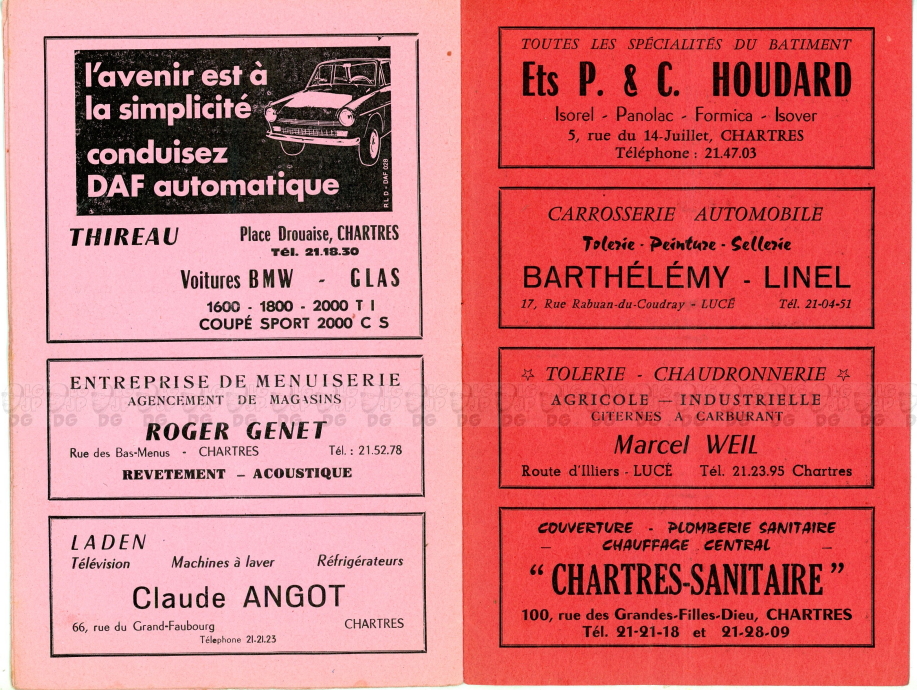 l'avenir est à
la simplicité
conduisez
DAF automatique
R L D - DAF 028
THIREAU Place Drouaise, CHARTRES
Tél. 21.18.30
Voitures BMW - GLAS
1600 - 1800 - 2000 T I
COUPÉ SPORT 2000 C S
ENTREPRISE DE MENUISERIE
AGENCEMENT DE MAGASINS
ROGER GENET
Rue des Bas-Menus - CHARTRES Tél. : 21.52.78
REVETEMENT - ACOUSTIQUE
LADEN
Télévision Machines à laver Réfrigérateurs
Claude ANGOT
66, rue du Grand-Faubourg CHARTRES
Téléphone 21.21.23
TOUTES LES SPÉCIALITÉS DU BATIMENT
Ets P. & C. HOUDARD
Isorel - Panolac - Formica - Isover
5, rue du 14-Juillet, CHARTRES
Téléphone : 21.47.03
CARROSSERIE AUTOMOBILE
Tolerie - Peinture - Sellerie
BARTHÉLÉMY - LINEL
17, Rue Rabuan-du-Coudray - LUCÉ Tél. 21-04-51
☆ TOLERIE - CHAUDRONNERIE ☆
AGRICOLE — INDUSTRIELLE
CITERNES A CARBURANT
Marcel WEIL
Route d'Illiers - LUCÉ Tél. 21.23.95 Chartres
COUVERTURE - PLOMBERIE SANITAIRE
— CHAUFFAGE CENTRAL —
" CHARTRES-SANITAIRE "
100, rue des Grandes-Filles-Dieu, CHARTRES
Tél. 21-21-18 et 21-28-09